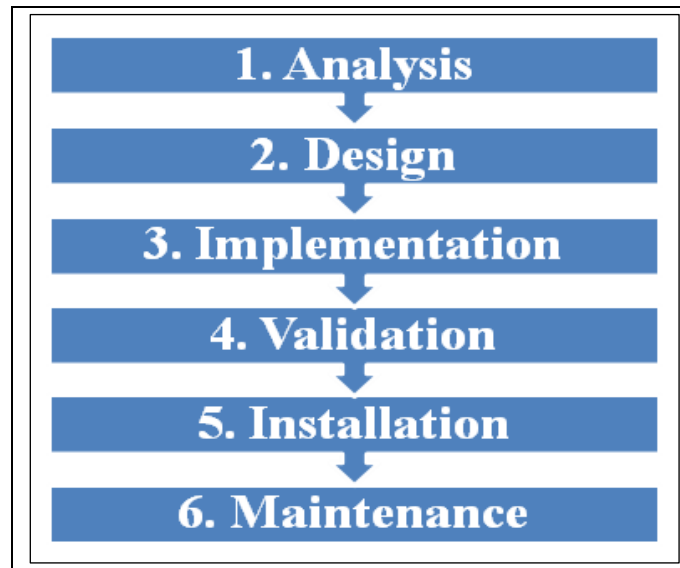 1. Analysis
2. Design
3. Implementation
4. Validation
5. Installation
6. Maintenance